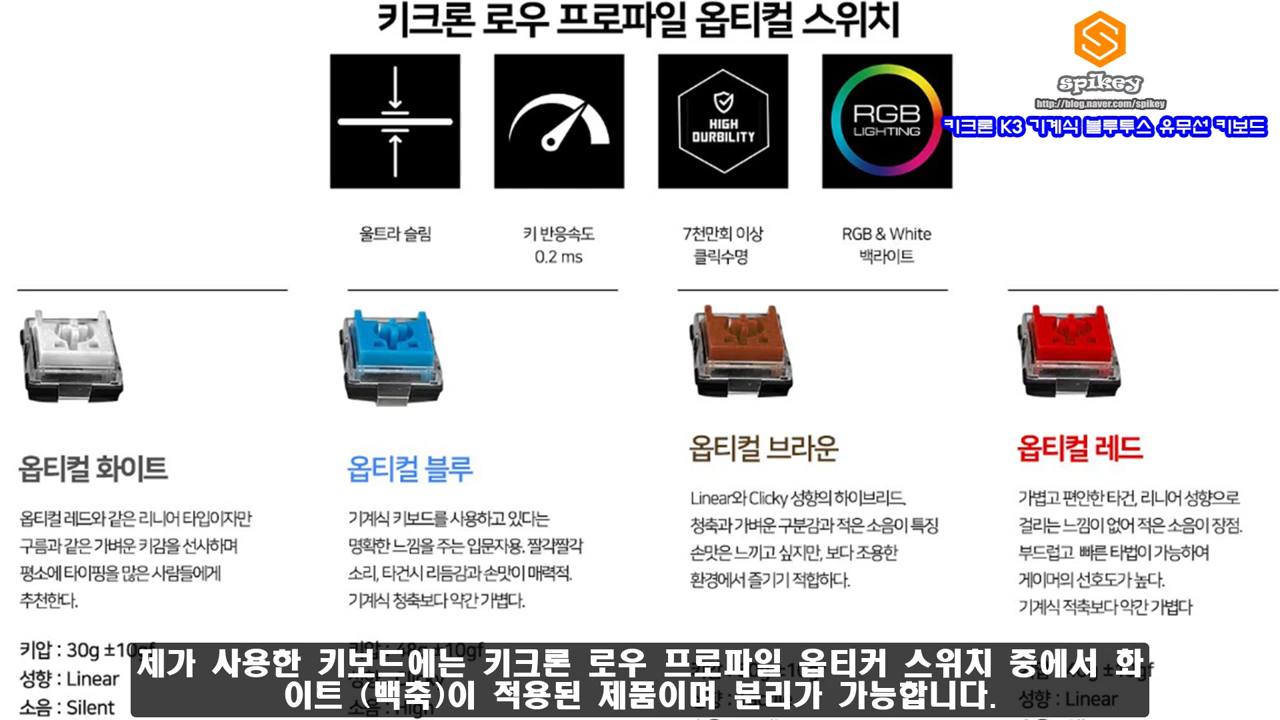 키크론 로우 프로파일 옵티컬 스위치
spikey
http://blog.naver.com/spikey
키크론 K3 기계식 블루투스 유무선 키보드
HIGH
DURBILITY
RGB
LIGHTING
울트라 슬림
키 반응속도
0.2 ms
7천만회 이상
클릭수명
RGB & White
백라이트
옵티컬 화이트
옵티컬 레드와 같은 리니어 타입이자만
구름과 같은 가벼운 키감을 선사하며
평소에 타이핑을 많은 사람들에게
추천한다.
키압 : 30g ±10gf
성향 : Linear
소음 : Silent
옵티컬 블루
기계식 키보드를 사용하고 있다는
명확한 느낌을 주는 입문자용. 짤각짤각
소리, 타건시 리듬감과 손맛이 매력적.
기계식 청축보다 약간 가볍다.
키압 : 48g ±10gf
소음 : High
옵티컬 브라운
Linear와 Clicky 성향의 하이브리드.
청축과 가벼운 구분감과 적은 소음이 특징
손맛은 느끼고 싶지만, 보다 조용한
환경에서 즐기기 적합하다.
옵티컬 레드
가볍고 편안한 타건, 리니어 성향으로
걸리는 느낌이 없어 적은 소음이 장점.
부드럽고 빠른 타법이 가능하여
게이머의 선호도가 높다.
기계식 적축보다 약간 가볍다
성향 : Linear
제가 사용한 키보드에는 키크론 로우 프로파일 옵티커 스위치 중에서 화
이트 (백축)이 적용된 제품이며 분리가 가능합니다.